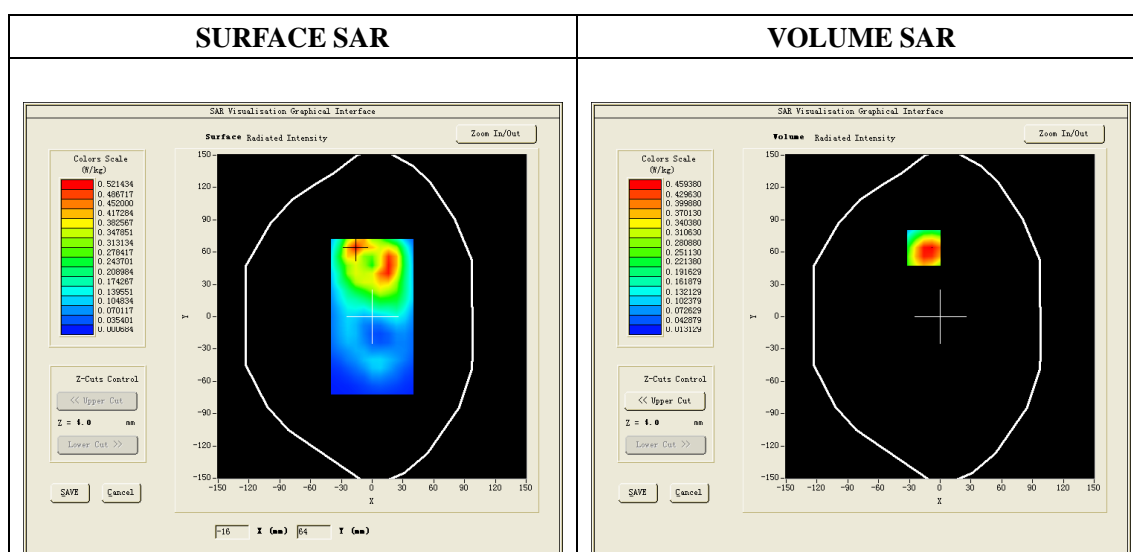 SURFACE SAR
VOLUME SAR
SAR Visualisation Graphical Interface
Surface Radiated Intensity
Zoom In/Out
Colors Scale
(W/kg)
0.521434
0.486717
0.452000
0.417284
0.382567
0.347851
0.313134
0.278417
0.243701
0.208984
0.174267
0.139551
0.104834
0.070117
0.035401
0.000684
Z-Cuts Control
<< Upper Cut
Z = 4.0 mm
Lower Cut >>
SAVE Cancel
150
120
90
60
30
0
-30
-60
-90
-120
-150
Y
-150 -120 -90 -60 -30 0 30 60 90 120 150
X
-16 X (mm) 64 Y (mm)
SAR Visualisation Graphical Interface
Volume Radiated Intensity
Zoom In/Out
Colors Scale
(W/kg)
0.459380
0.429630
0.399880
0.370130
0.340380
0.310630
0.280880
0.251130
0.221380
0.191629
0.161879
0.132129
0.102379
0.072629
0.042879
0.013129
Z-Cuts Control
<< Upper Cut
Z = 4.0 mm
Lower Cut >>
SAVE Cancel
150
120
90
60
30
0
-30
-60
-90
-120
-150
Y
-150 -120 -90 -60 -30 0 30 60 90 120 150
X